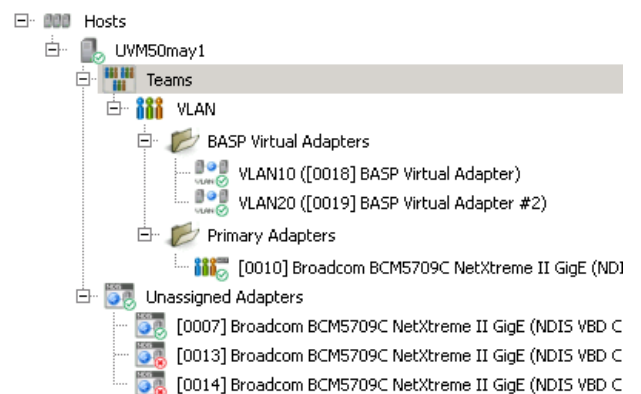 Hosts
UVM50may1
Teams
VLAN
BASP Virtual Adapters
VLAN10 ([0018] BASP Virtual Adapter)
VLAN20 ([0019] BASP Virtual Adapter #2)
Primary Adapters
[0010] Broadcom BCM5709C NetXtreme II GigE (NDI
Unassigned Adapters
[0007] Broadcom BCM5709C NetXtreme II GigE (NDIS VBD C
[0013] Broadcom BCM5709C NetXtreme II GigE (NDIS VBD C
[0014] Broadcom BCM5709C NetXtreme II GigE (NDIS VBD C